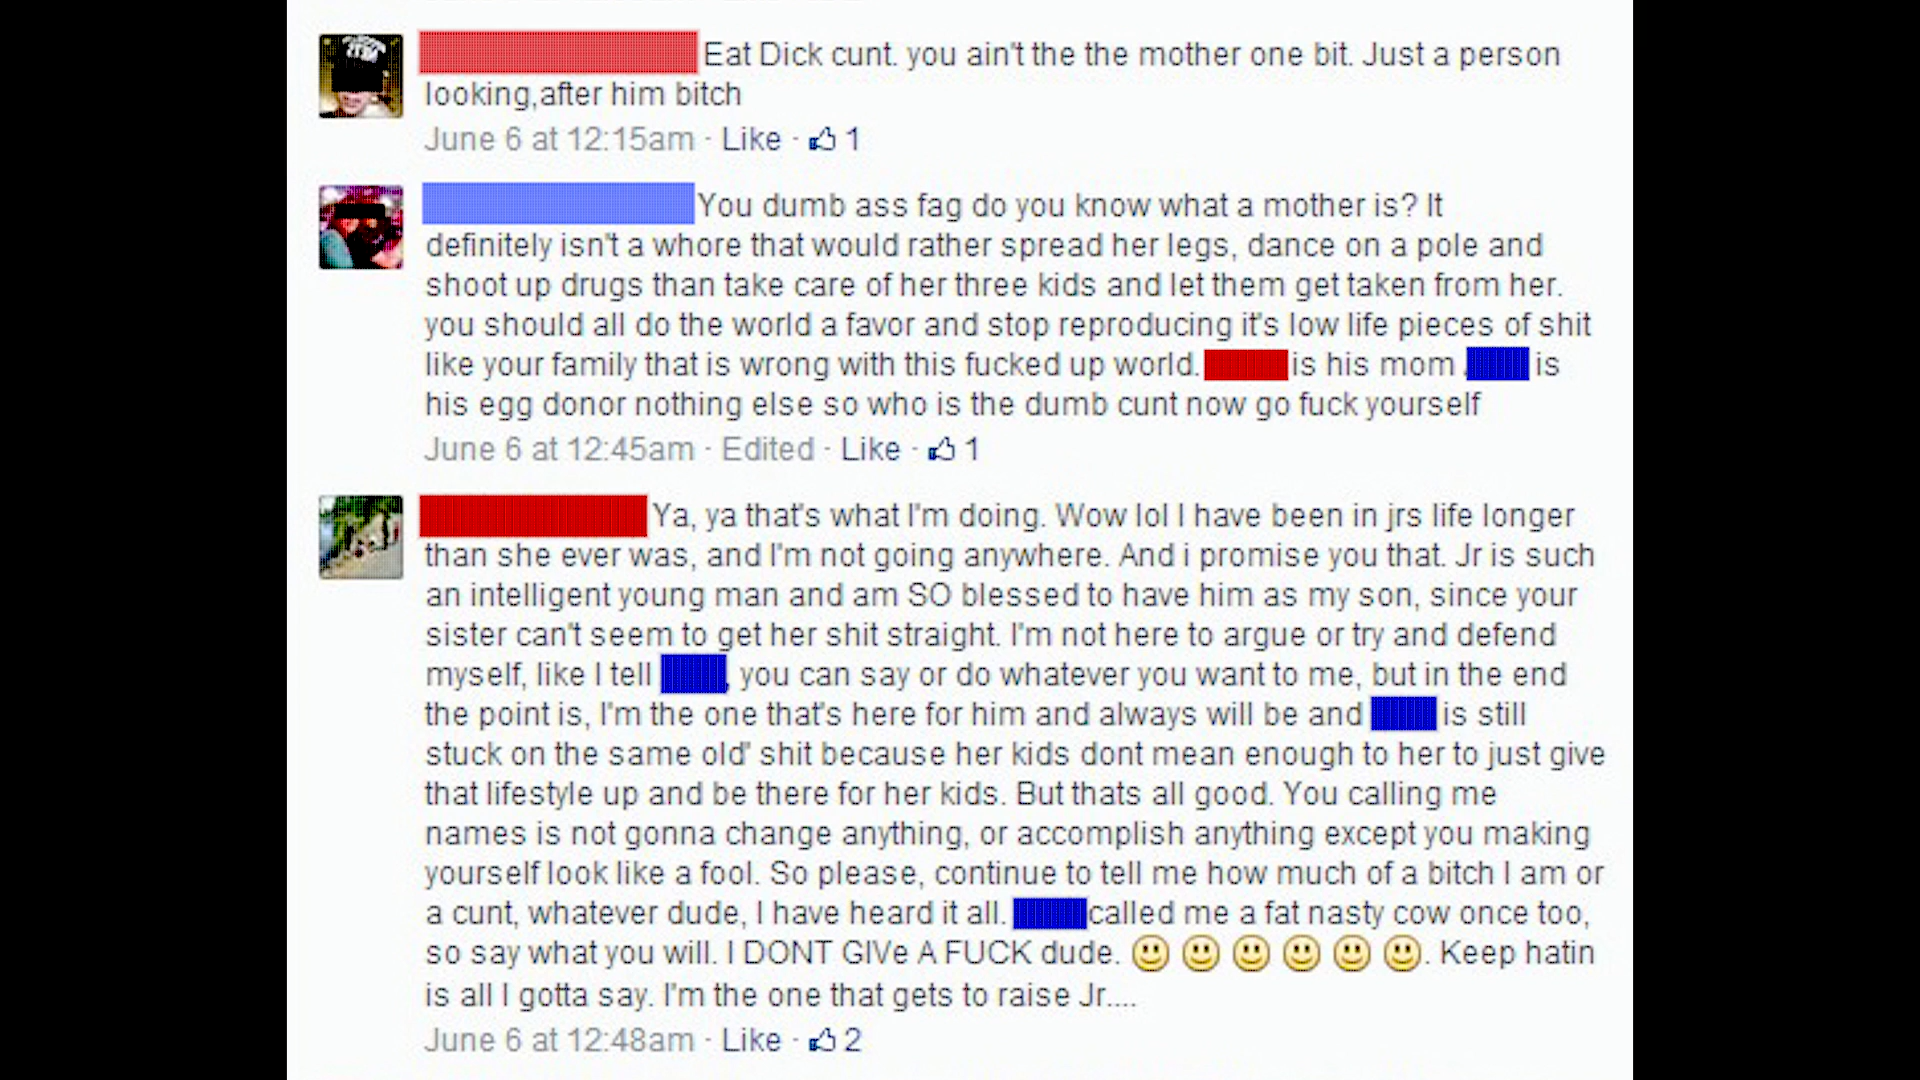 Eat Dick cunt. you ain't the the mother one bit. Just a person
looking,after him bitch
June 6 at 12:15am · Like · 1
You dumb ass fag do you know what a mother is? It
definitely isn't a whore that would rather spread her legs, dance on a pole and
shoot up drugs than take care of her three kids and let them get taken from her.
you should all do the world a favor and stop reproducing it's low life pieces of shit
like your family that is wrong with this fucked up world. is his mom . is
his egg donor nothing else so who is the dumb cunt now go fuck yourself
June 6 at 12:45am · Edited · Like · 1
Ya, ya that's what I'm doing. Wow lol I have been in jrs life longer
than she ever was, and I'm not going anywhere. And i promise you that. Jr is such
an intelligent young man and am SO blessed to have him as my son, since your
sister can't seem to get her shit straight. I'm not here to argue or try and defend
myself, like I tell , you can say or do whatever you want to me, but in the end
the point is, I'm the one that's here for him and always will be and is still
stuck on the same old' shit because her kids dont mean enough to her to just give
that lifestyle up and be there for her kids. But thats all good. You calling me
names is not gonna change anything, or accomplish anything except you making
yourself look like a fool. So please, continue to tell me how much of a bitch I am or
a cunt, whatever dude, I have heard it all. called me a fat nasty cow once too,
so say what you will. I DONT GIVe A FUCK dude. 🙂 🙂 🙂 🙂 🙂 🙂. Keep hatin
is all I gotta say. I'm the one that gets to raise Jr....
June 6 at 12:48am · Like · 2